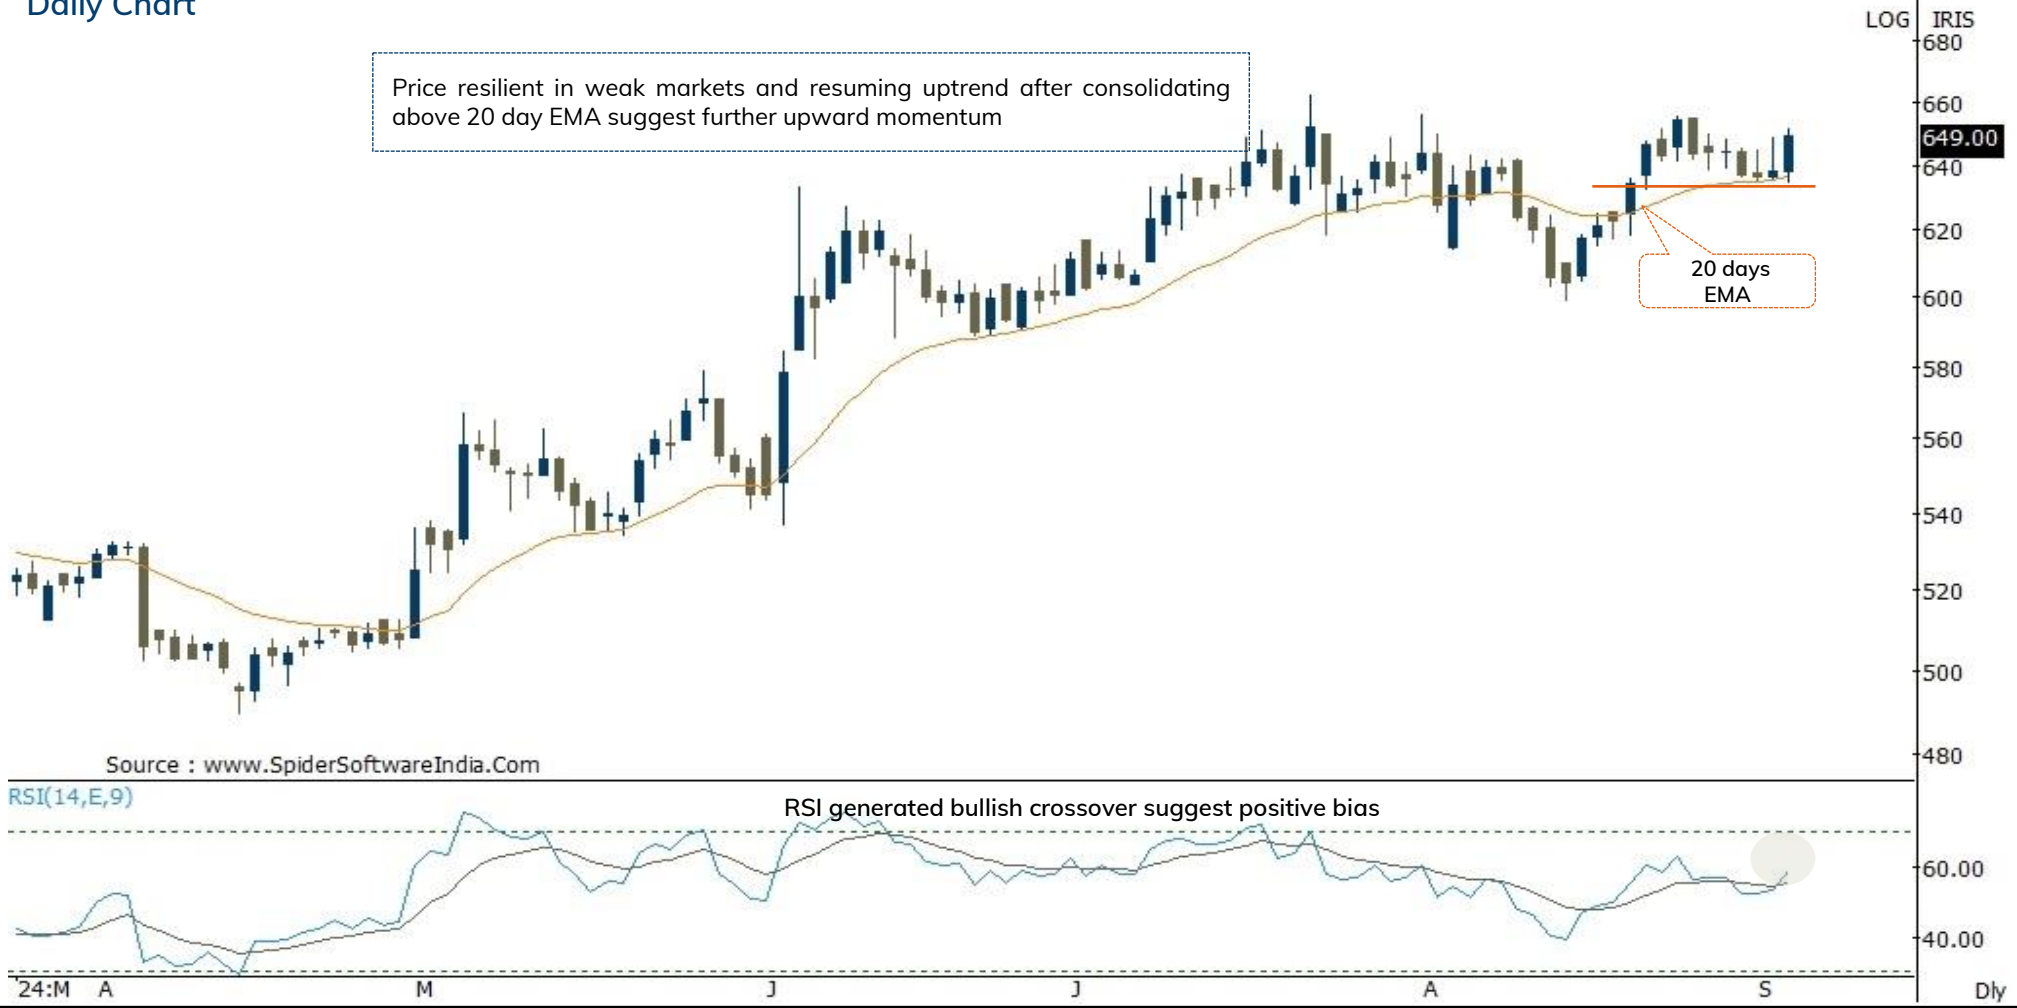 Daily Chart
LOG IRIS
680
Price resilient in weak markets and resuming uptrend after consolidating
above 20 day EMA suggest further upward momentum
660
649.00
640
620
20 days
EMA
600
580
560
540
520
500
480
Source : www.SpiderSoftwareIndia.Com
RSI(14,E,9)
RSI generated bullish crossover suggest positive bias
60.00
40.00
'24:M A M J J A S Dly